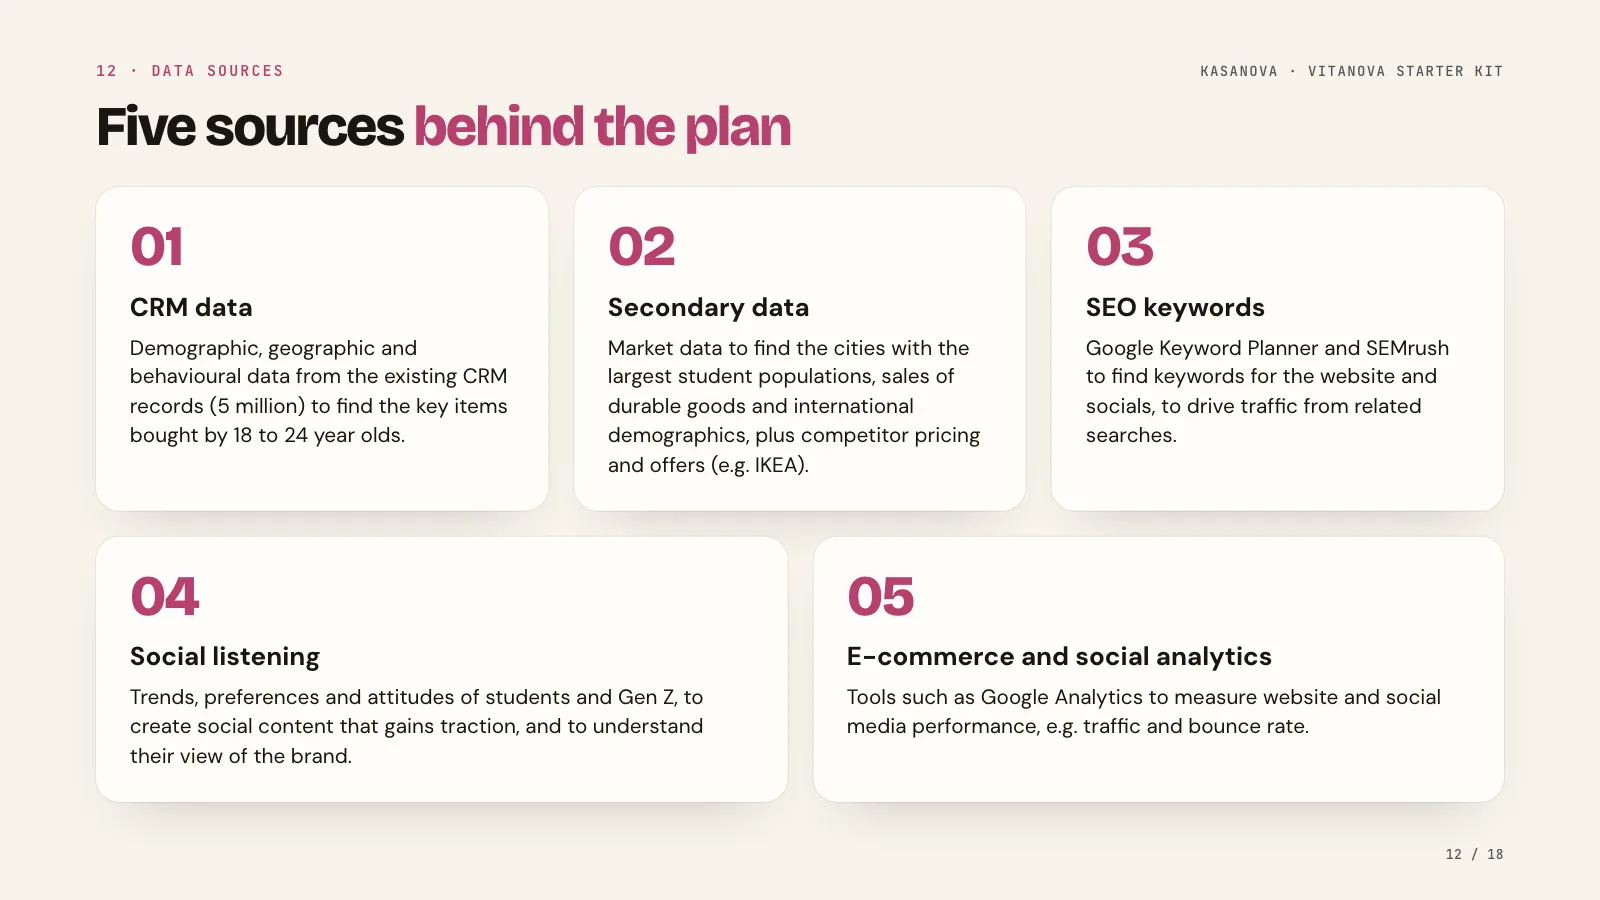 12 · DATA SOURCES
KASANOVA · VITANOVA STARTER KIT
Five sources behind the plan
01
CRM data
Demographic, geographic and
behavioural data from the existing CRM
records (5 million) to find the key items
bought by 18 to 24 year olds.
02
Secondary data
Market data to find the cities with the
largest student populations, sales of
durable goods and international
demographics, plus competitor pricing
and offers (e.g. IKEA).
03
SEO keywords
Google Keyword Planner and SEMrush
to find keywords for the website and
socials, to drive traffic from related
searches.
04
Social listening
Trends, preferences and attitudes of students and Gen Z, to
create social content that gains traction, and to understand
their view of the brand.
05
E-commerce and social analytics
Tools such as Google Analytics to measure website and social
media performance, e.g. traffic and bounce rate.
12 / 18